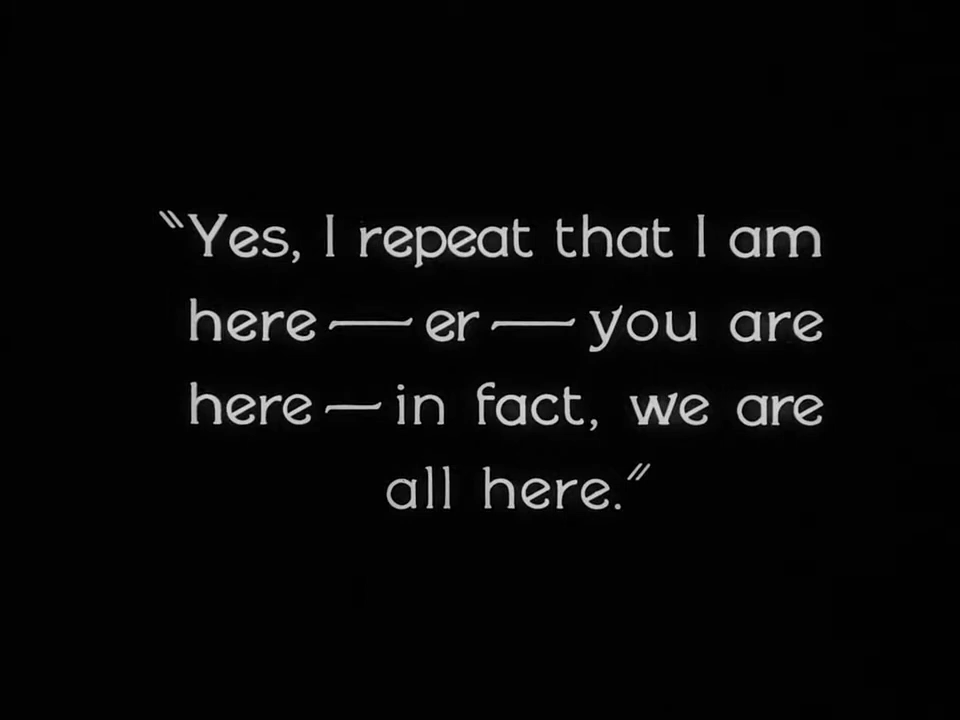 "Yes, I repeat that I am
here — er — you are
here — in fact, we are
all here."